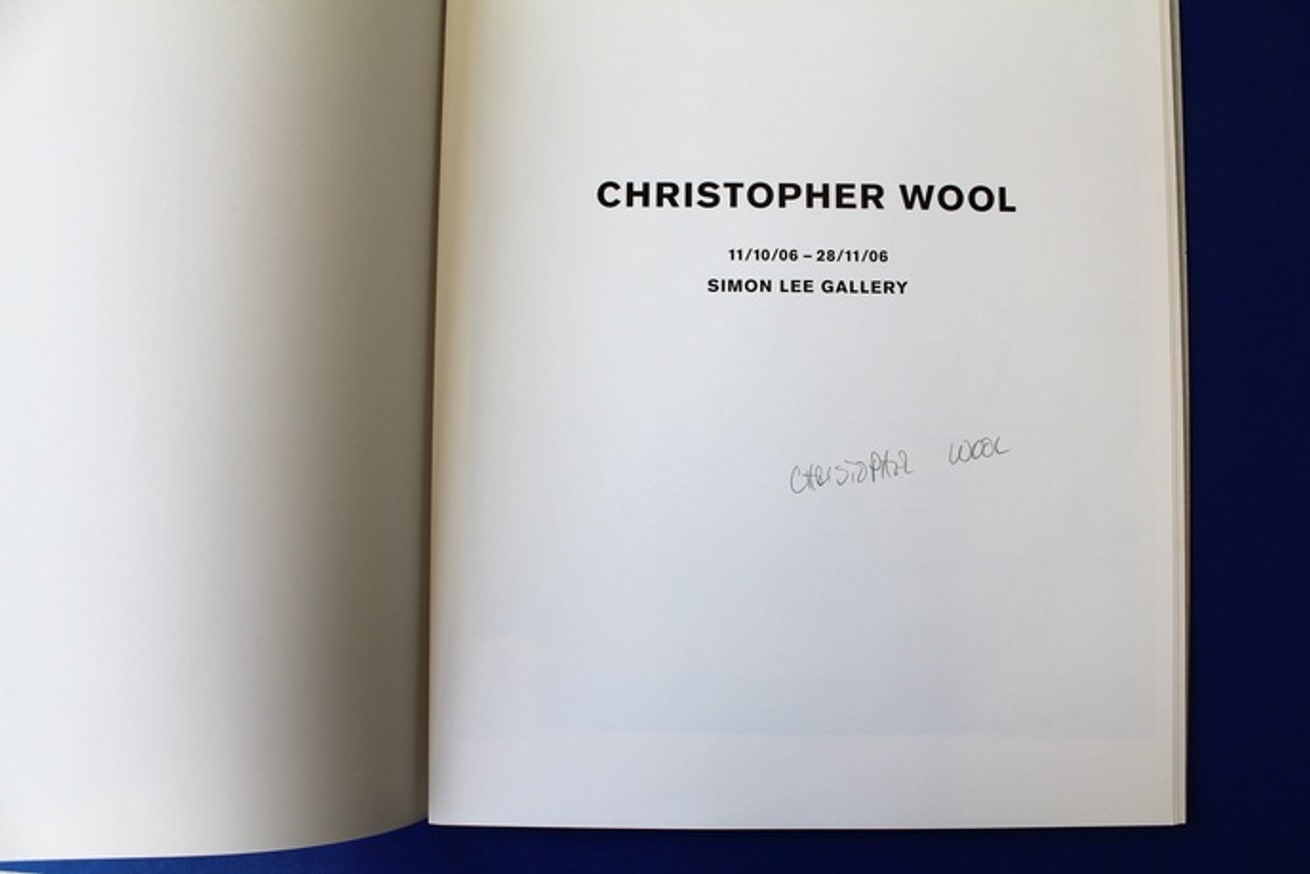 CHRISTOPHER WOOL
11/10/06 – 28/11/06
SIMON LEE GALLERY
CHRISTOPHER WOOL